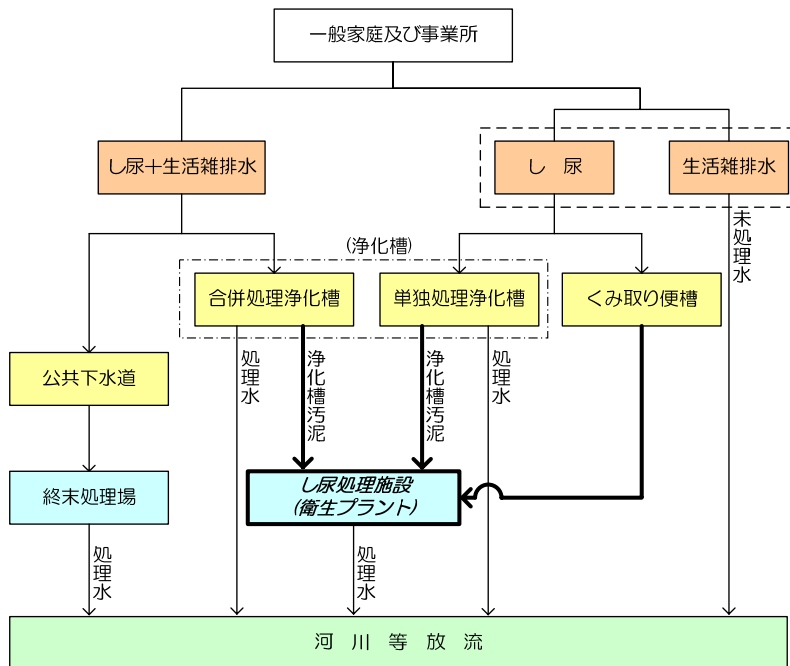 一般家庭及び事業所
し尿＋生活雑排水
し　尿
生活雑排水
未処理水
(浄化槽)
合併処理浄化槽
単独処理浄化槽
くみ取り便槽
処理水
浄化槽汚泥
浄化槽汚泥
処理水
公共下水道
終末処理場
し尿処理施設
(衛生プラント)
処理水
処理水
河　川　等　放　流